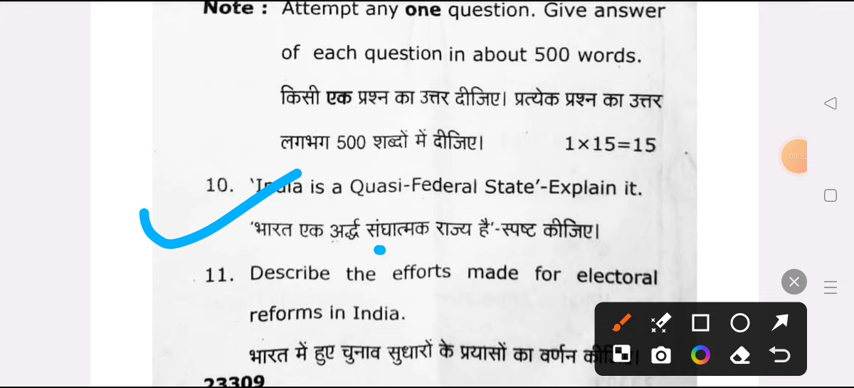 Note : Attempt any one question. Give answer
of each question in about 500 words.
किसी एक प्रश्न का उत्तर दीजिए। प्रत्येक प्रश्न का उत्तर
लगभग 500 शब्दों में दीजिए। 1×15=15
10. 'India is a Quasi-Federal State'-Explain it.
'भारत एक अर्द्ध संघात्मक राज्य है'-स्पष्ट कीजिए।
11. Describe the efforts made for electoral
reforms in India.
भारत में हुए चुनाव सुधारों के प्रयासों का वर्णन
23309